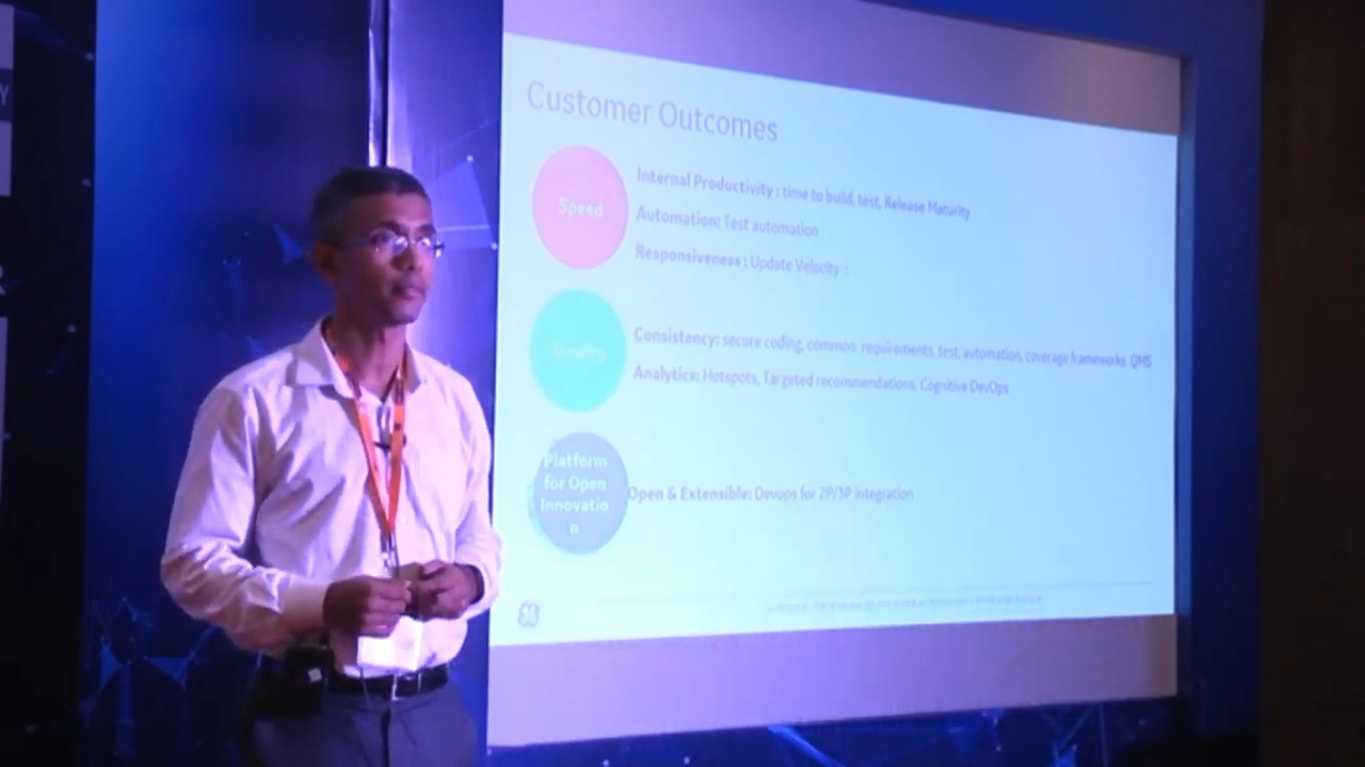 Y
&
Customer Outcomes
Speed
Internal Productivity : time to build, test, Release Maturity
Automation: Test automation
Responsiveness : Update Velocity :
Quality
Consistency: secure coding, common requirements, test, automation, coverage frameworks QMS
Analytics: Hotspots, Targeted recommendations, Cognitive DevOps
Platform
for Open
Innovatio
n
Open & Extensible: Devops for 2P/3P integration